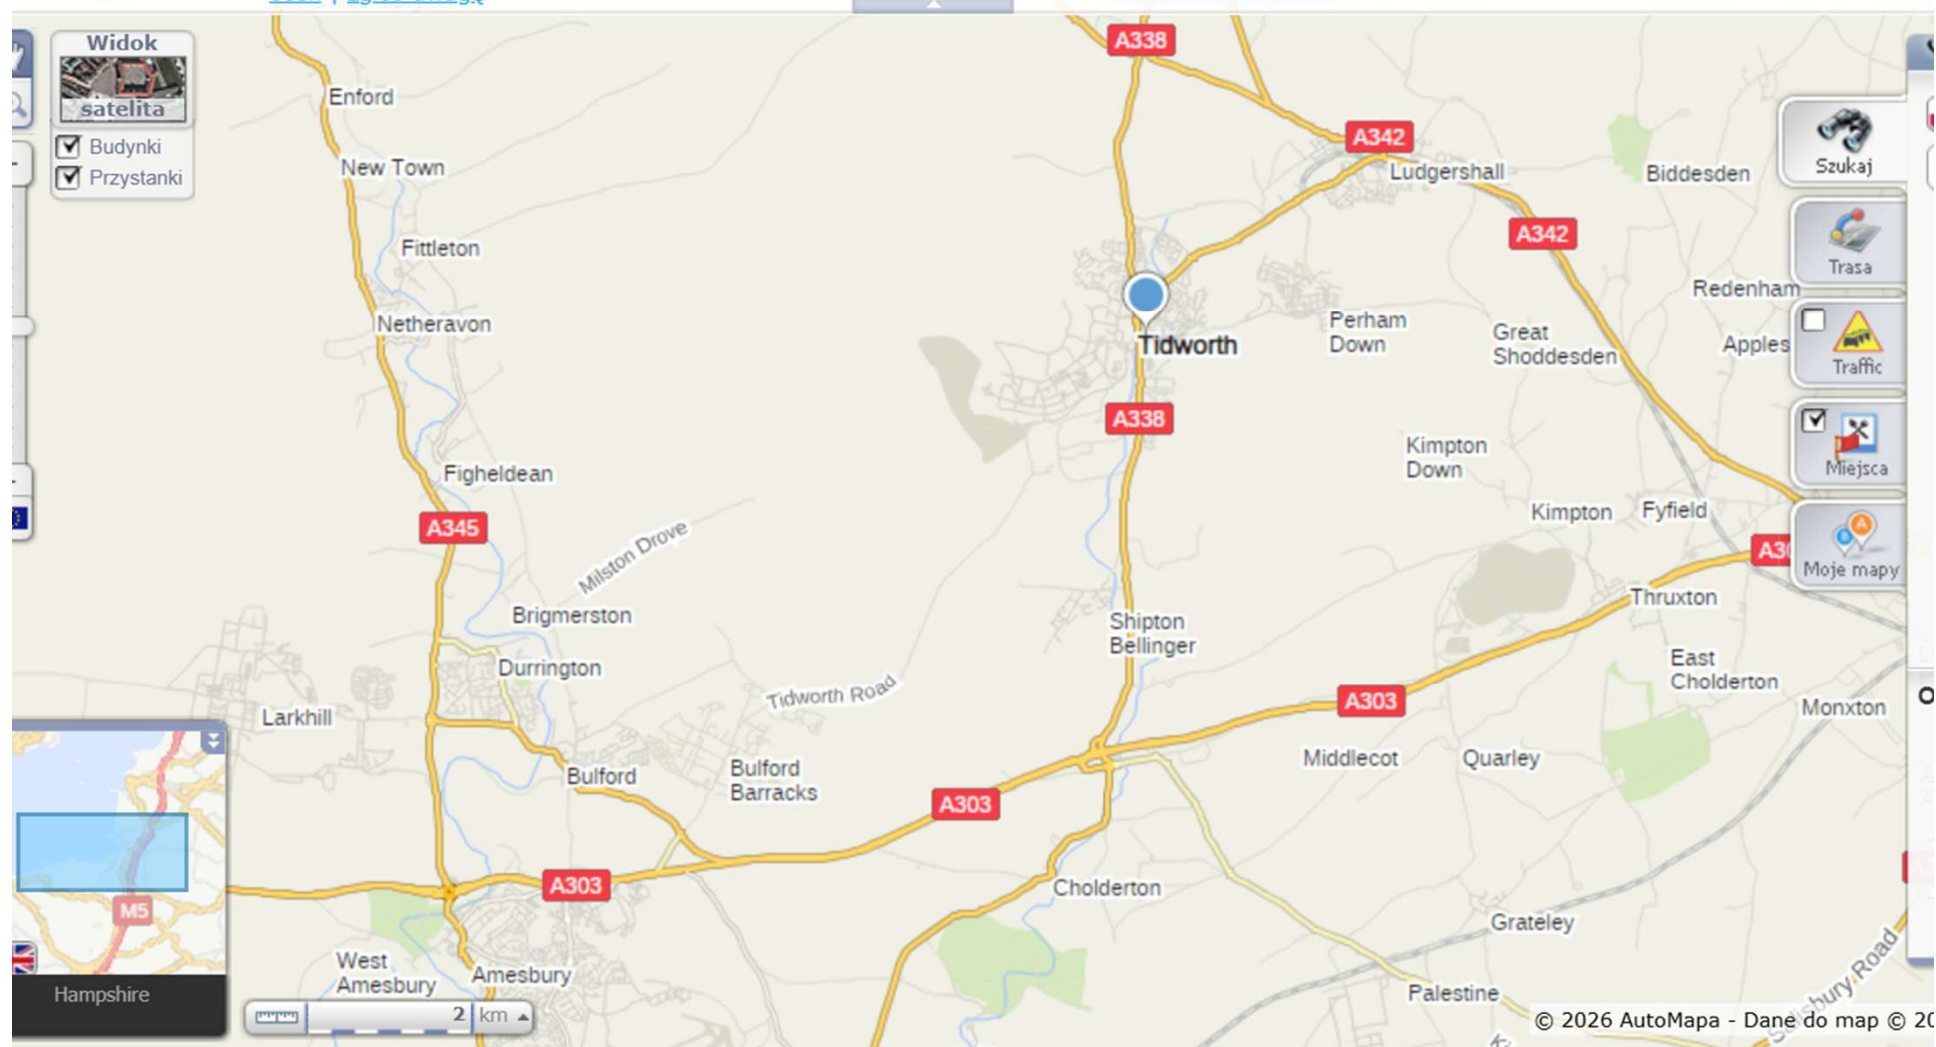 A338
Widok
satelita
Budynki
Przystanki
Enford
New Town
Fittleton
Netheravon
Figheldean
A345
Milston Drove
Brigmerston
Durrington
Larkhill
Tidworth Road
Bulford
Bulford
Barracks
A303
A303
West
Amesbury
Amesbury
A342
Ludgershall
Biddesden
A342
Redenham
Tidworth
Perham
Down
Great
Shoddesden
Apples
A338
Kimpton
Down
Kimpton
Fyfield
Thruxton
Shipton
Bellinger
East
Cholderton
Monxton
A303
Middlecot
Quarley
Cholderton
Grateley
Palestine
Salisbury Road
Szukaj
Trasa
Traffic
Miejsca
Moje mapy
M5
Hampshire
2 km
© 2026 AutoMapa - Dane do map © 20